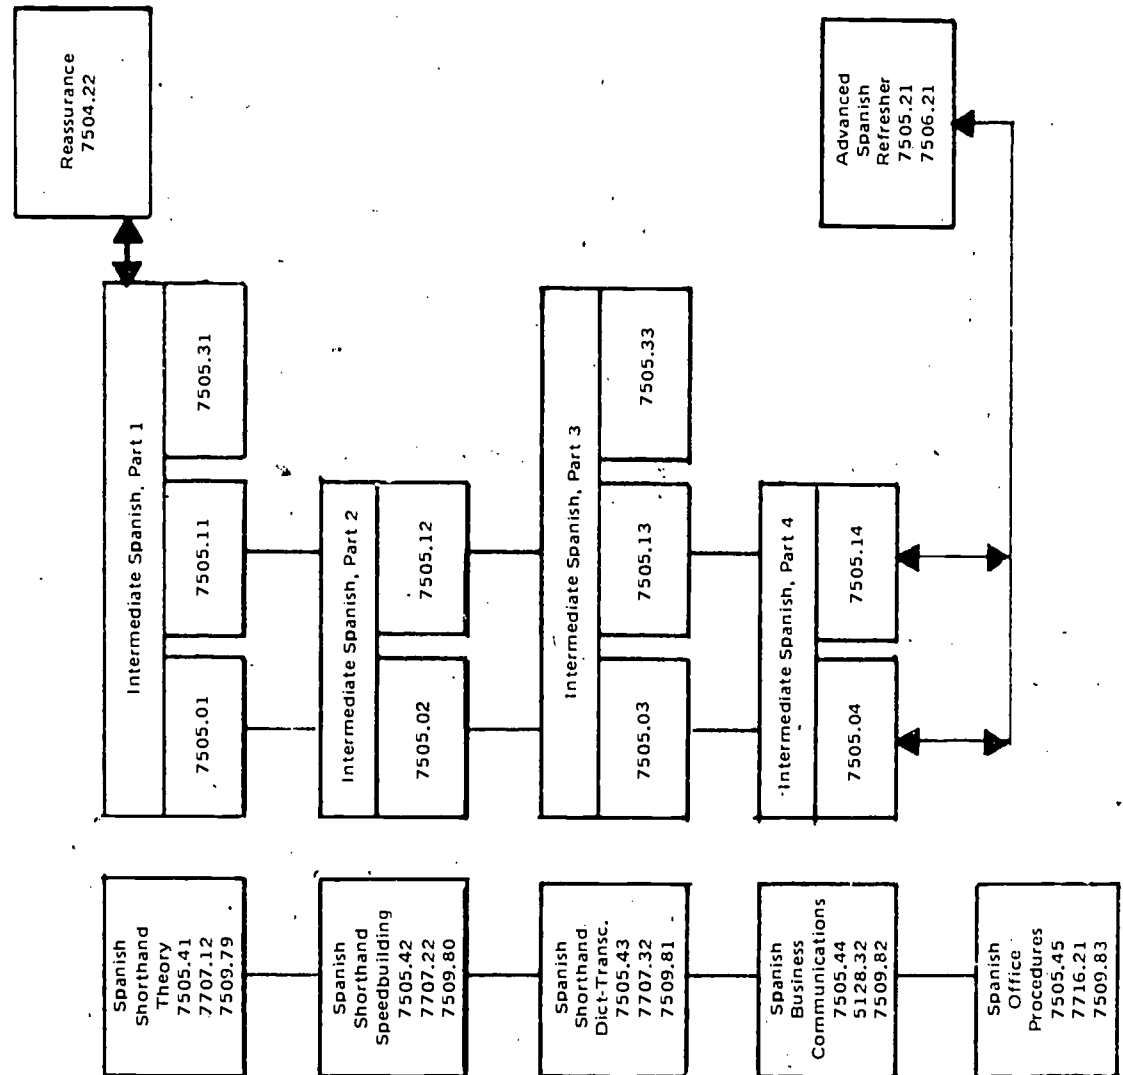 Spanish
Shorthand
Theory
7505.41
7707.12
7509.79
Intermediate Spanish, Part 1
7505.01
7505.11
7505.31
Reassurance
7504.22
Spanish
Shorthand
Speedbuilding
7505.42
7707.22
7509.80
Intermediate Spanish, Part 2
7505.02
7505.12
Spanish
Shorthand
Dict-Transc.
7505.43
7707.32
7509.81
Intermediate Spanish, Part 3
7505.03
7505.13
7505.33
Spanish
Business
Communications
7505.44
5128.32
7509.82
Intermediate Spanish, Part 4
7505.04
7505.14
Advanced
Spanish
Refresher
7505.21
7506.21
Spanish
Office
Procedures
7505.45
7716.21
7509.83